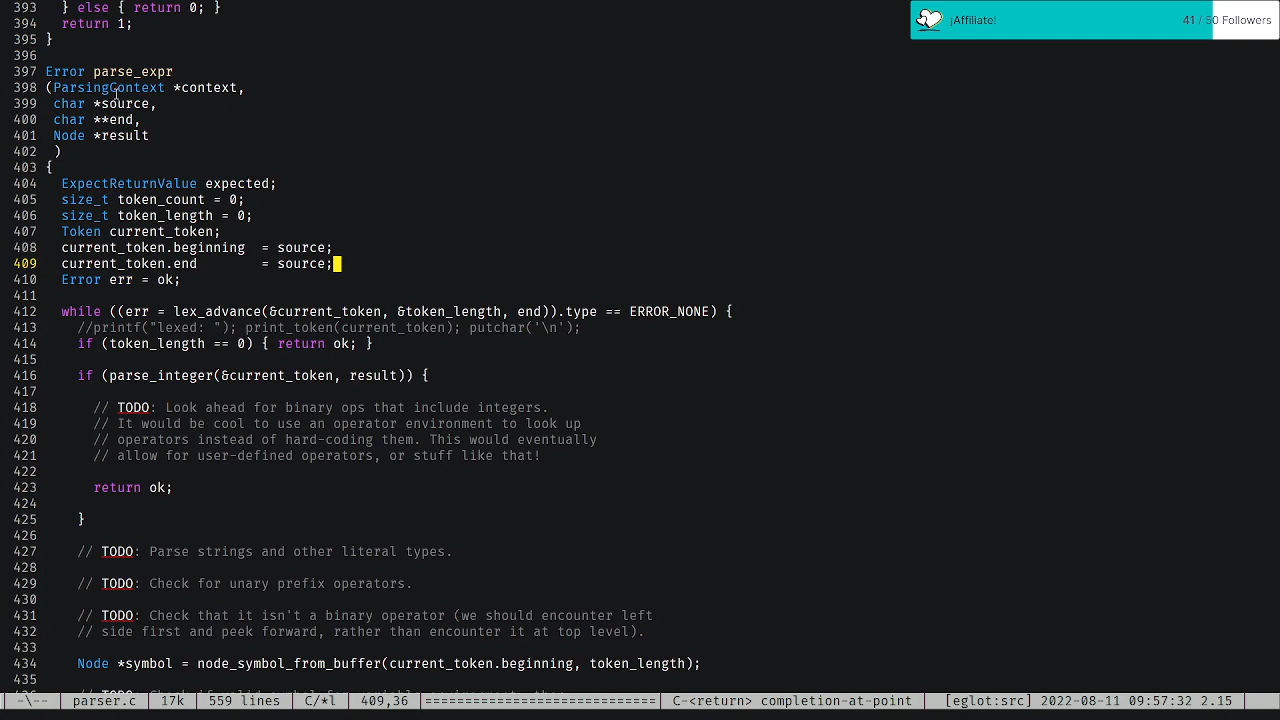 393   } else { return 0; }
394   return 1;
395 }
396
397 Error parse_expr
398 (ParsingContext *context,
399  char *source,
400  char **end,
401  Node *result
402  )
403 {
404   ExpectReturnValue expected;
405   size_t token_count = 0;
406   size_t token_length = 0;
407   Token current_token;
408   current_token.beginning  = source;
409   current_token.end        = source;
410   Error err = ok;
411
412   while ((err = lex_advance(&current_token, &token_length, end)).type == ERROR_NONE) {
413     //printf("lexed: "); print_token(current_token); putchar('\n');
414     if (token_length == 0) { return ok; }
415
416     if (parse_integer(&current_token, result)) {
417
418       // TODO: Look ahead for binary ops that include integers.
419       // It would be cool to use an operator environment to look up
420       // operators instead of hard-coding them. This would eventually
421       // allow for user-defined operators, or stuff like that!
422
423       return ok;
424
425     }
426
427     // TODO: Parse strings and other literal types.
428
429     // TODO: Check for unary prefix operators.
430
431     // TODO: Check that it isn't a binary operator (we should encounter left
432     // side first and peek forward, rather than encounter it at top level).
433
434     Node *symbol = node_symbol_from_buffer(current_token.beginning, token_length);
435
-\-- parser.c 17k 559 lines C/*l 409,36 ============================= C-<return> completion-at-point [eglot:src] 2022-08-11 09:57:32 2.15
¡Affiliate! 41 / 50 Followers